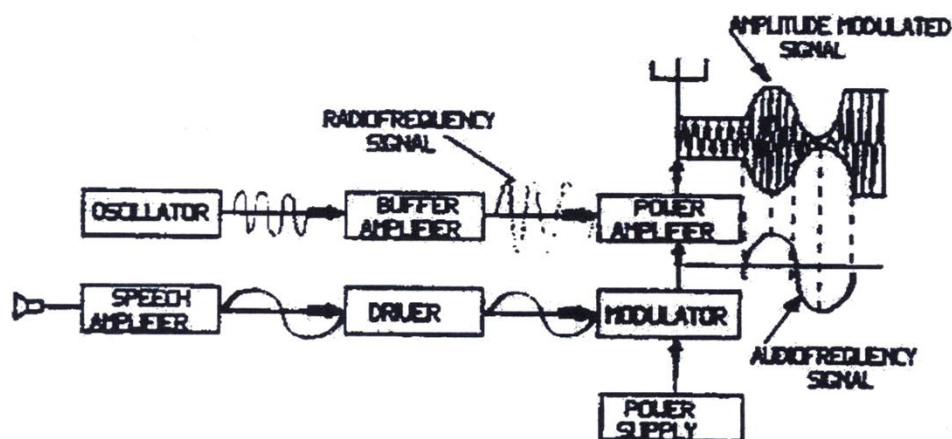 AMPLITUDE MODULATED
SIGNAL
RADIOFREQUENCY
SIGNAL
OSCILLATOR
BUFFER
AMPLIFIER
POWER
AMPLIFIER
SPEECH
AMPLIFIER
DRIVER
MODULATOR
AUDIOFREQUENCY
SIGNAL
POWER
SUPPLY